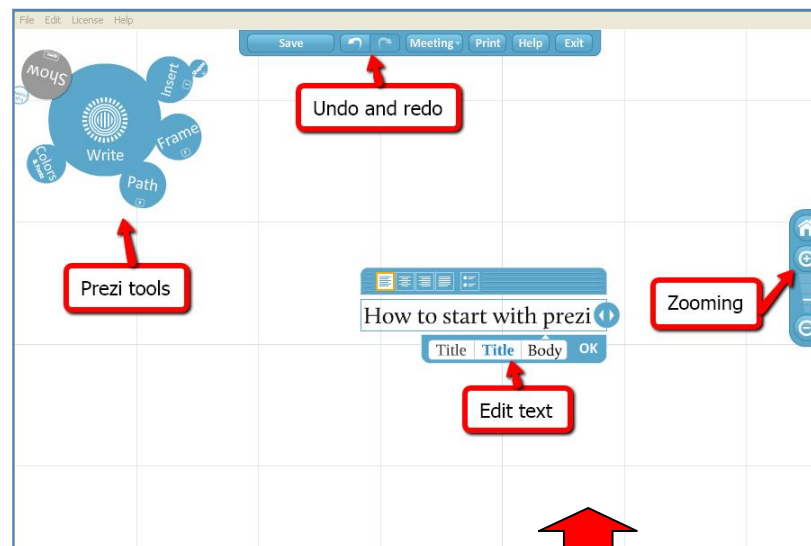 File Edit License Help
Save Meeting Print Help Exit
Undo and redo
Show
Insert
Write
Frame
Colors
Path
Prezi tools
Zooming
How to start with prezi
Title Title Body OK
Edit text